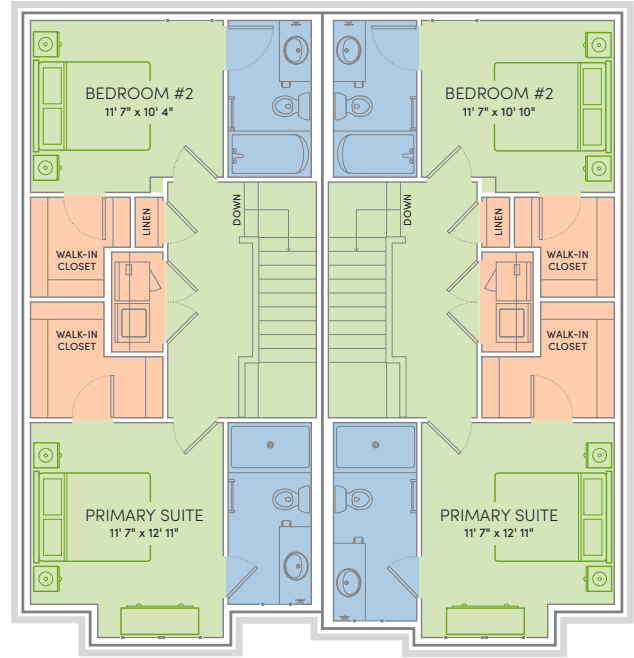 BEDROOM #2
11' 7" x 10' 4"
BEDROOM #2
11' 7" x 10' 10"
WALK-IN
CLOSET
LINEN
DOWN
DOWN
LINEN
WALK-IN
CLOSET
WALK-IN
CLOSET
WALK-IN
CLOSET
PRIMARY SUITE
11' 7" x 12' 11"
PRIMARY SUITE
11' 7" x 12' 11"